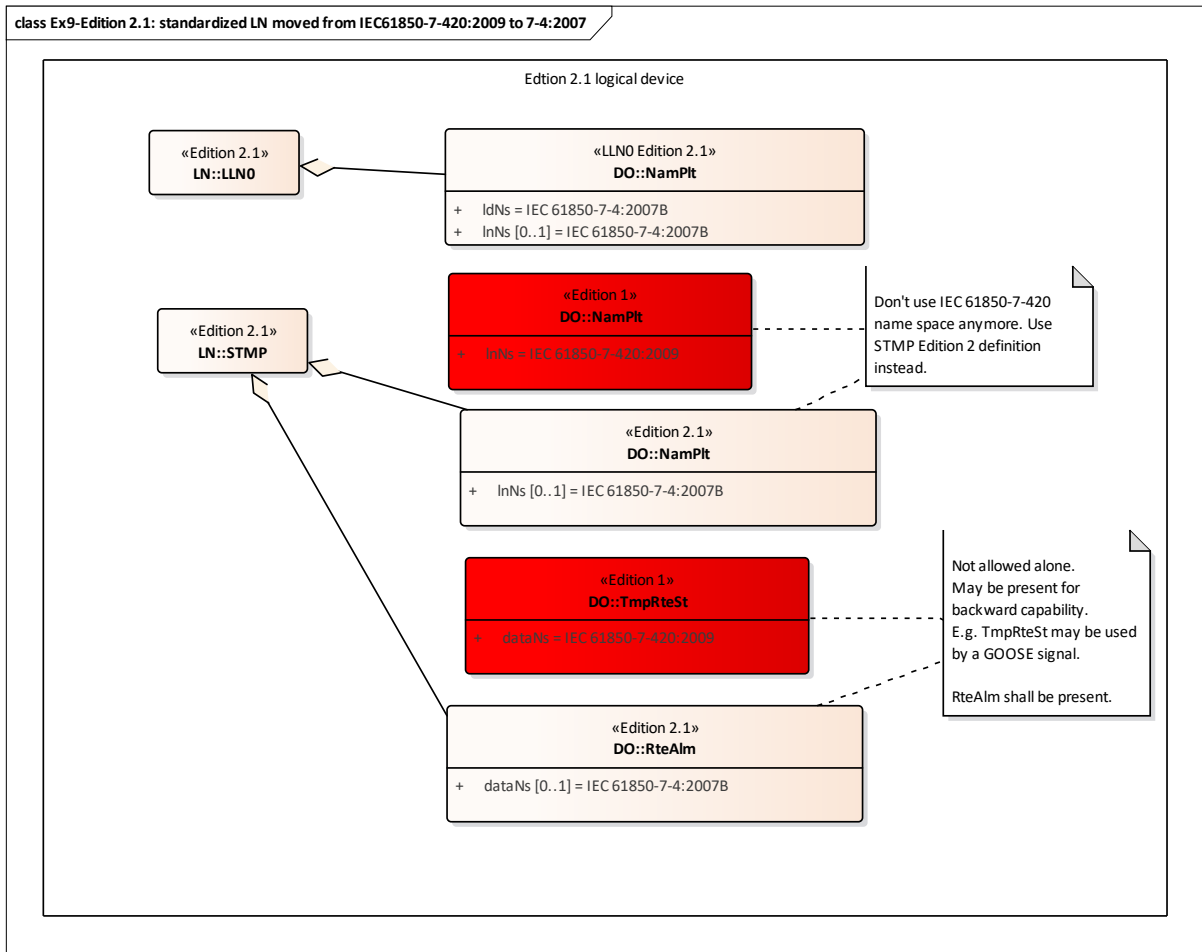 class Ex9-Edition 2.1: standardized LN moved from IEC61850-7-420:2009 to 7-4:2007
Edtion 2.1 logical device
«Edition 2.1»
LN::LLN0
«LLN0 Edition 2.1»
DO::NamPlt
+ ldNs = IEC 61850-7-4:2007B
+ lnNs [0..1] = IEC 61850-7-4:2007B
«Edition 1»
DO::NamPlt
+ lnNs = IEC 61850-7-420:2009
Don't use IEC 61850-7-420
name space anymore. Use
STMP Edition 2 definition
instead.
«Edition 2.1»
LN::STMP
«Edition 2.1»
DO::NamPlt
+ lnNs [0..1] = IEC 61850-7-4:2007B
«Edition 1»
DO::TmpRteSt
+ dataNs = IEC 61850-7-420:2009
Not allowed alone.
May be present for
backward capability.
E.g. TmpRteSt may be used
by a GOOSE signal.
RteAlm shall be present.
«Edition 2.1»
DO::RteAlm
+ dataNs [0..1] = IEC 61850-7-4:2007B